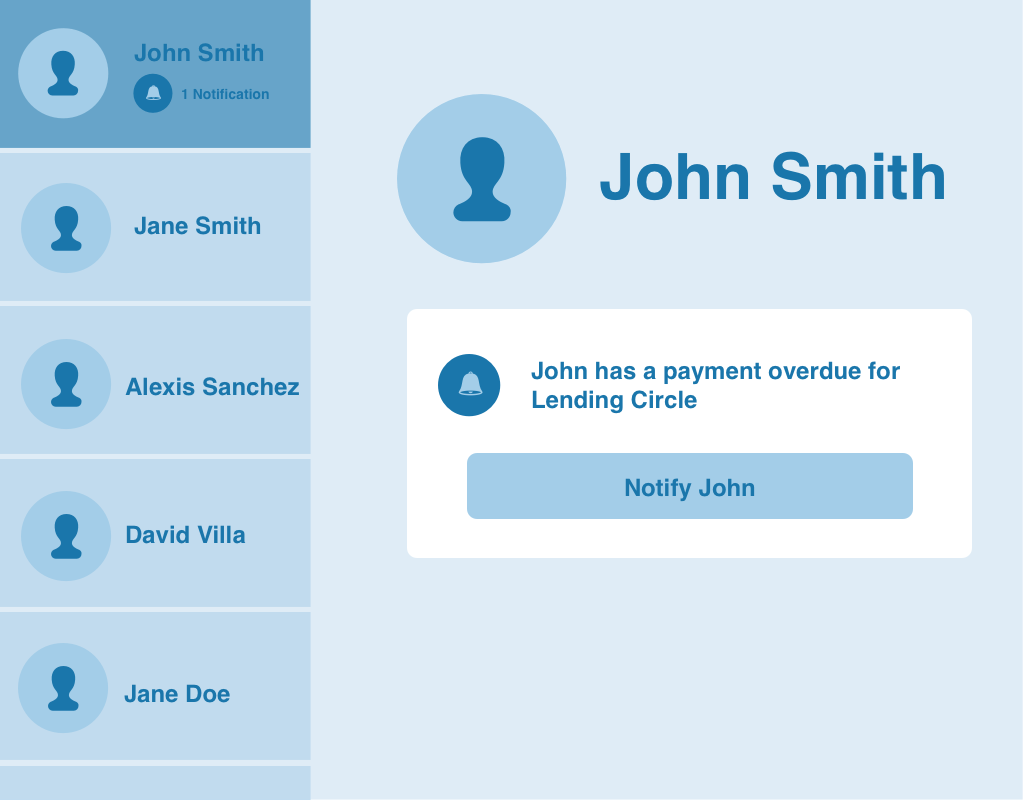 John Smith
1 Notification
Jane Smith
Alexis Sanchez
David Villa
Jane Doe
John Smith
John has a payment overdue for
Lending Circle
Notify John